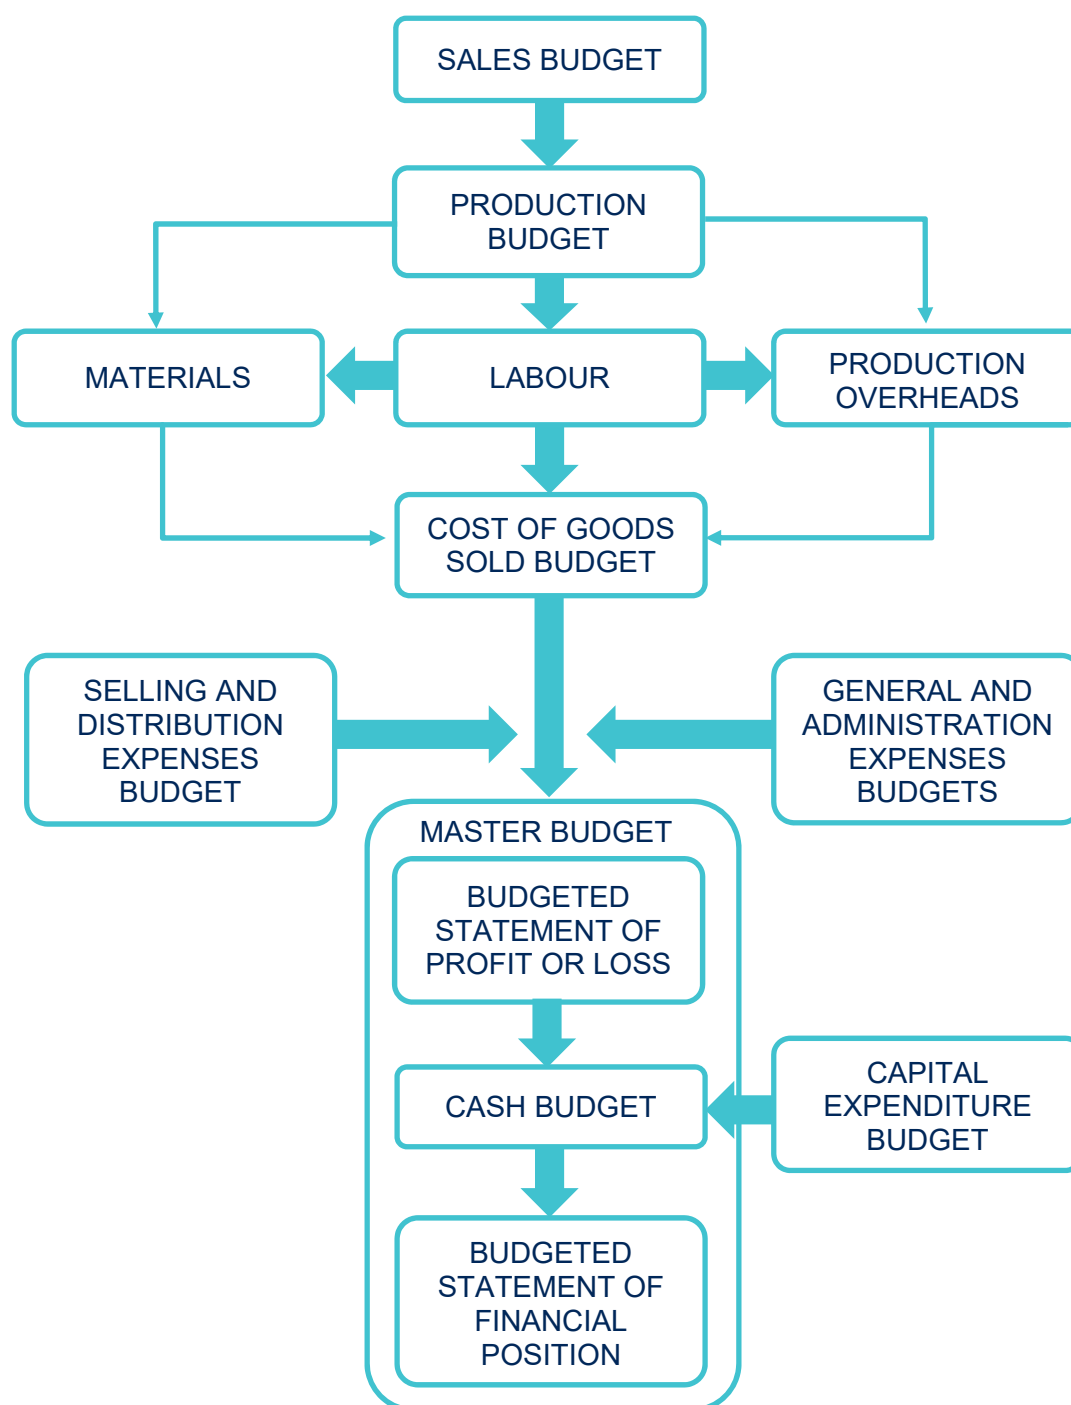 SALES BUDGET
PRODUCTION
BUDGET
MATERIALS
LABOUR
PRODUCTION
OVERHEADS
COST OF GOODS
SOLD BUDGET
SELLING AND
DISTRIBUTION
EXPENSES
BUDGET
GENERAL AND
ADMINISTRATION
EXPENSES
BUDGETS
MASTER BUDGET
BUDGETED
STATEMENT OF
PROFIT OR LOSS
CASH BUDGET
CAPITAL
EXPENDITURE
BUDGET
BUDGETED
STATEMENT OF
FINANCIAL
POSITION